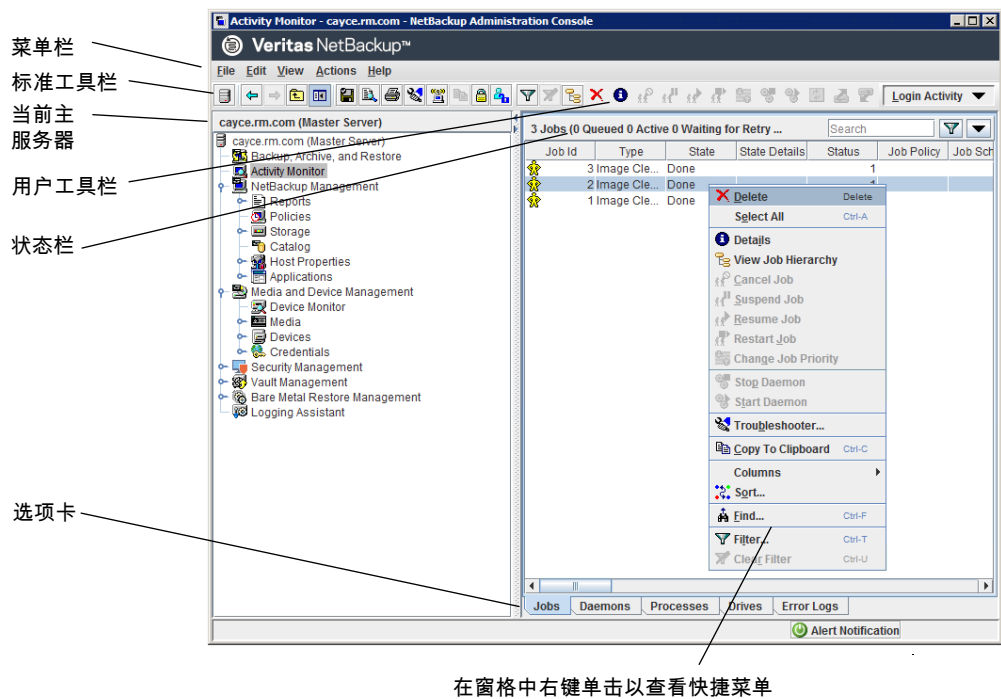 Activity Monitor - cayce.rm.com - NetBackup Administration Console
Veritas NetBackup™
菜单栏
File Edit View Actions Help
标准工具栏
Login Activity
当前主
服务器
cayce.rm.com (Master Server)
3 Jobs (0 Queued 0 Active 0 Waiting for Retry ...
Search
cayce.rm.com (Master Server)
Backup, Archive, and Restore
Activity Monitor
NetBackup Management
Reports
Policies
Storage
Catalog
Host Properties
Applications
Media and Device Management
Device Monitor
Media
Devices
Credentials
Security Management
Vault Management
Bare Metal Restore Management
Logging Assistant
用户工具栏
状态栏
选项卡
Job Id Type State State Details Status Job Policy Job Sch
3 Image Cle... Done 1
2 Image Cle... Done 1
1 Image Cle... Done
Delete Delete
Select All Ctrl-A
Details
View Job Hierarchy
Cancel Job
Suspend Job
Resume Job
Restart Job
Change Job Priority
Stop Daemon
Start Daemon
Troubleshooter...
Copy To Clipboard Ctrl-C
Columns
Sort...
Find... Ctrl-F
Filter... Ctrl-T
Clear Filter Ctrl-U
Jobs Daemons Processes Drives Error Logs
Alert Notification
在窗格中右键单击以查看快捷菜单